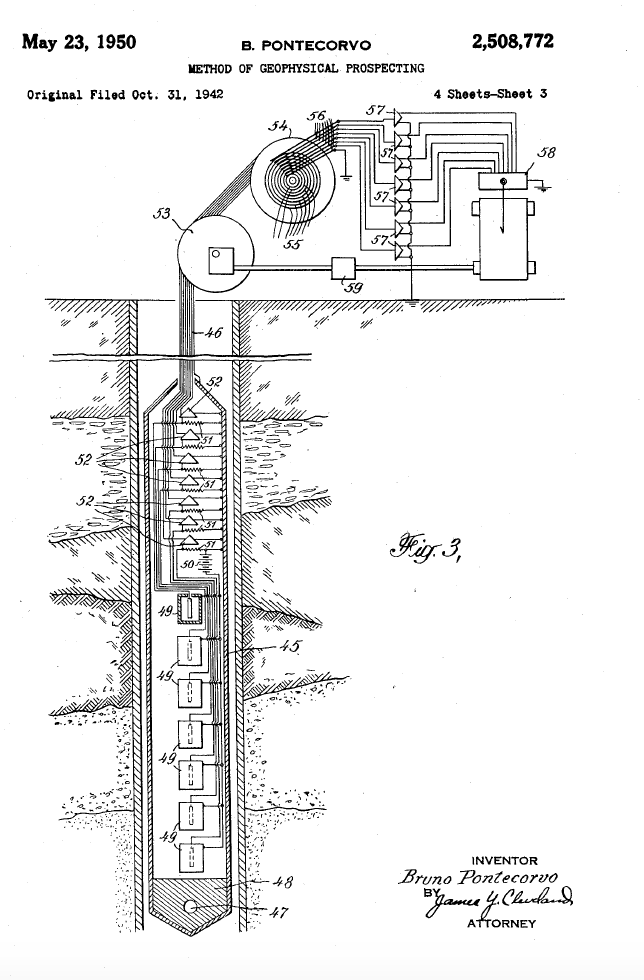 May 23, 1950
B. PONTECORVO
2,508,772
METHOD OF GEOPHYSICAL PROSPECTING
Original Filed Oct. 31, 1942
4 Sheets-Sheet 3
56
57
54
57
58
57
53
55
57
59
46
52
51
52
51
52
51
51
50
49
45
49
49
49
49
49
48
47
Fig. 3,
INVENTOR
Bruno Pontecorvo
BY
James Y. Cleveland
ATTORNEY